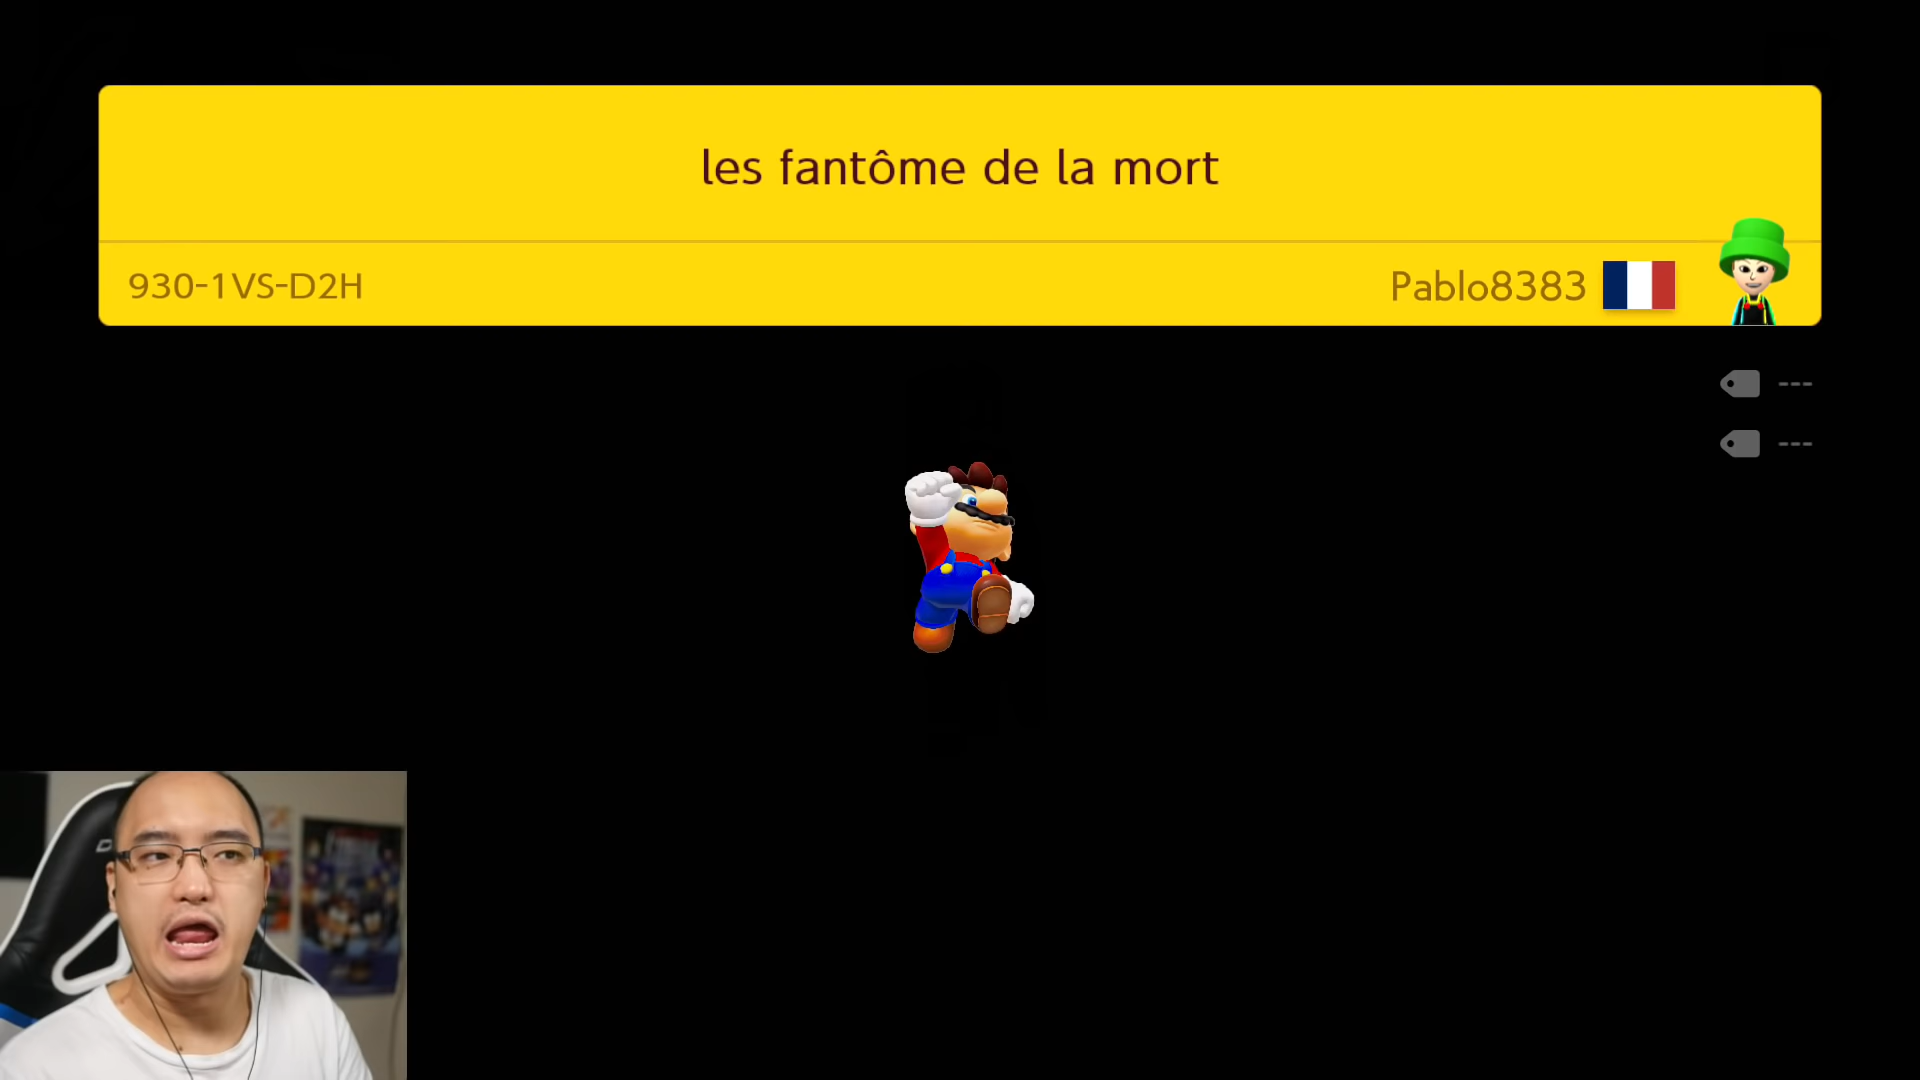 les fantôme de la mort
930-1VS-D2H
Pablo8383
---
---